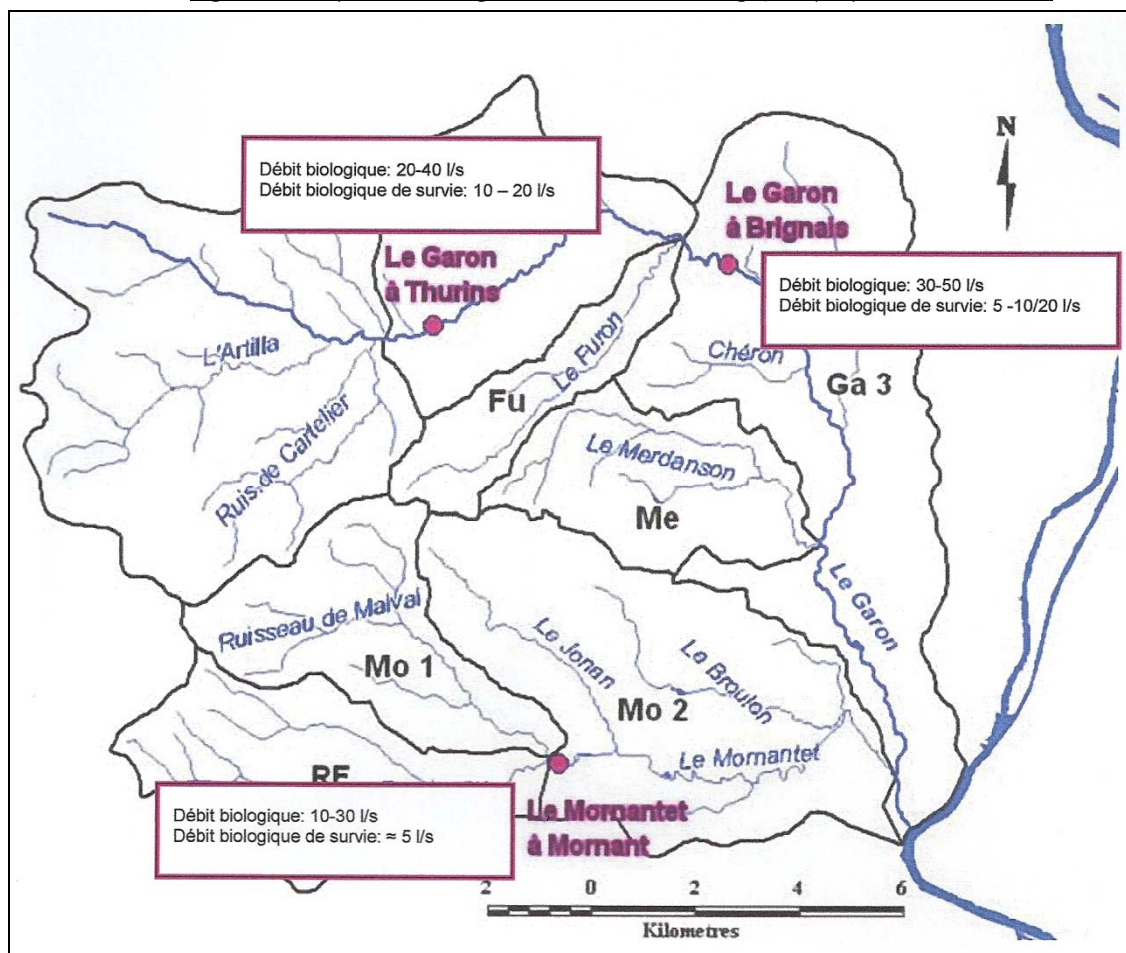 N
Débit biologique: 20-40 l/s
Débit biologique de survie: 10 – 20 l/s
Le Garon
à Brignais
Le Garon
à Thurins
Débit biologique: 30-50 l/s
Débit biologique de survie: 5 -10/20 l/s
L'Artilla
Le Furon
Chéron
Fu
Ga 3
Ruis. de Cartelier
Le Merdanson
Me
Le Garon
Ruisseau de Malval
Le Jonan
Le Broulon
Mo 1
Mo 2
Le Mornantet
RF
Débit biologique: 10-30 l/s
Débit biologique de survie: ≈ 5 l/s
Le Mornantet
à Mornant
2 0 2 4 6
Kilometres